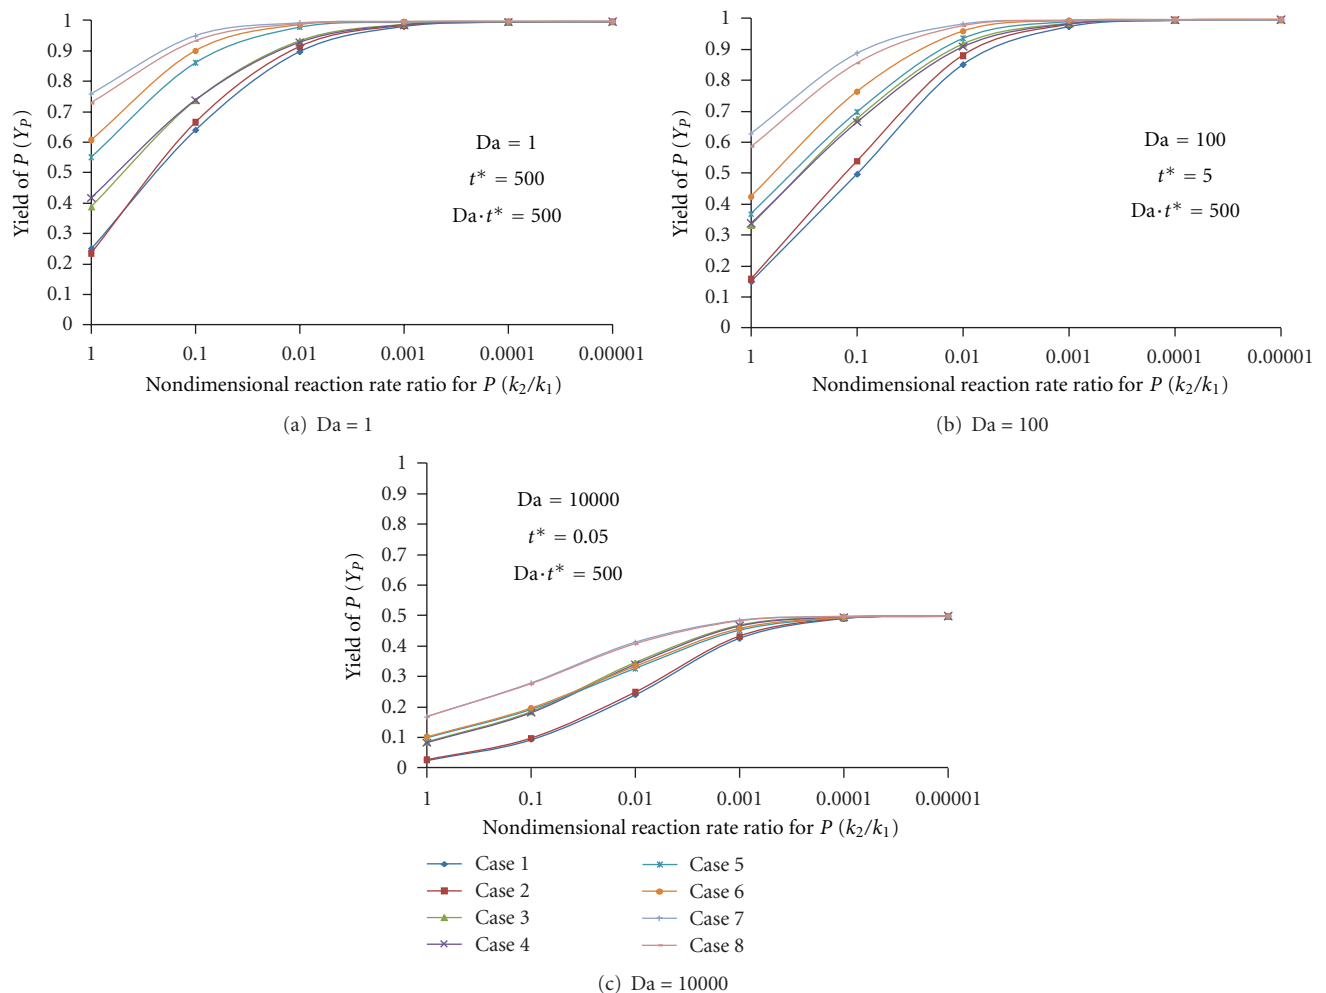 1
0.9
0.8
0.7
0.6
0.5
0.4
0.3
0.2
0.1
0
Yield of P (Y_P)
Da = 1
t* = 500
Da·t* = 500
1 0.1 0.01 0.001 0.0001 0.00001
Nondimensional reaction rate ratio for P (k₂/k₁)
(a) Da = 1
1
0.9
0.8
0.7
0.6
0.5
0.4
0.3
0.2
0.1
0
Yield of P (Y_P)
Da = 100
t* = 5
Da·t* = 500
1 0.1 0.01 0.001 0.0001 0.00001
Nondimensional reaction rate ratio for P (k₂/k₁)
(b) Da = 100
1
0.9
0.8
0.7
0.6
0.5
0.4
0.3
0.2
0.1
0
Yield of P (Y_P)
Da = 10000
t* = 0.05
Da·t* = 500
1 0.1 0.01 0.001 0.0001 0.00001
Nondimensional reaction rate ratio for P (k₂/k₁)
Case 1
Case 2
Case 3
Case 4
Case 5
Case 6
Case 7
Case 8
(c) Da = 10000